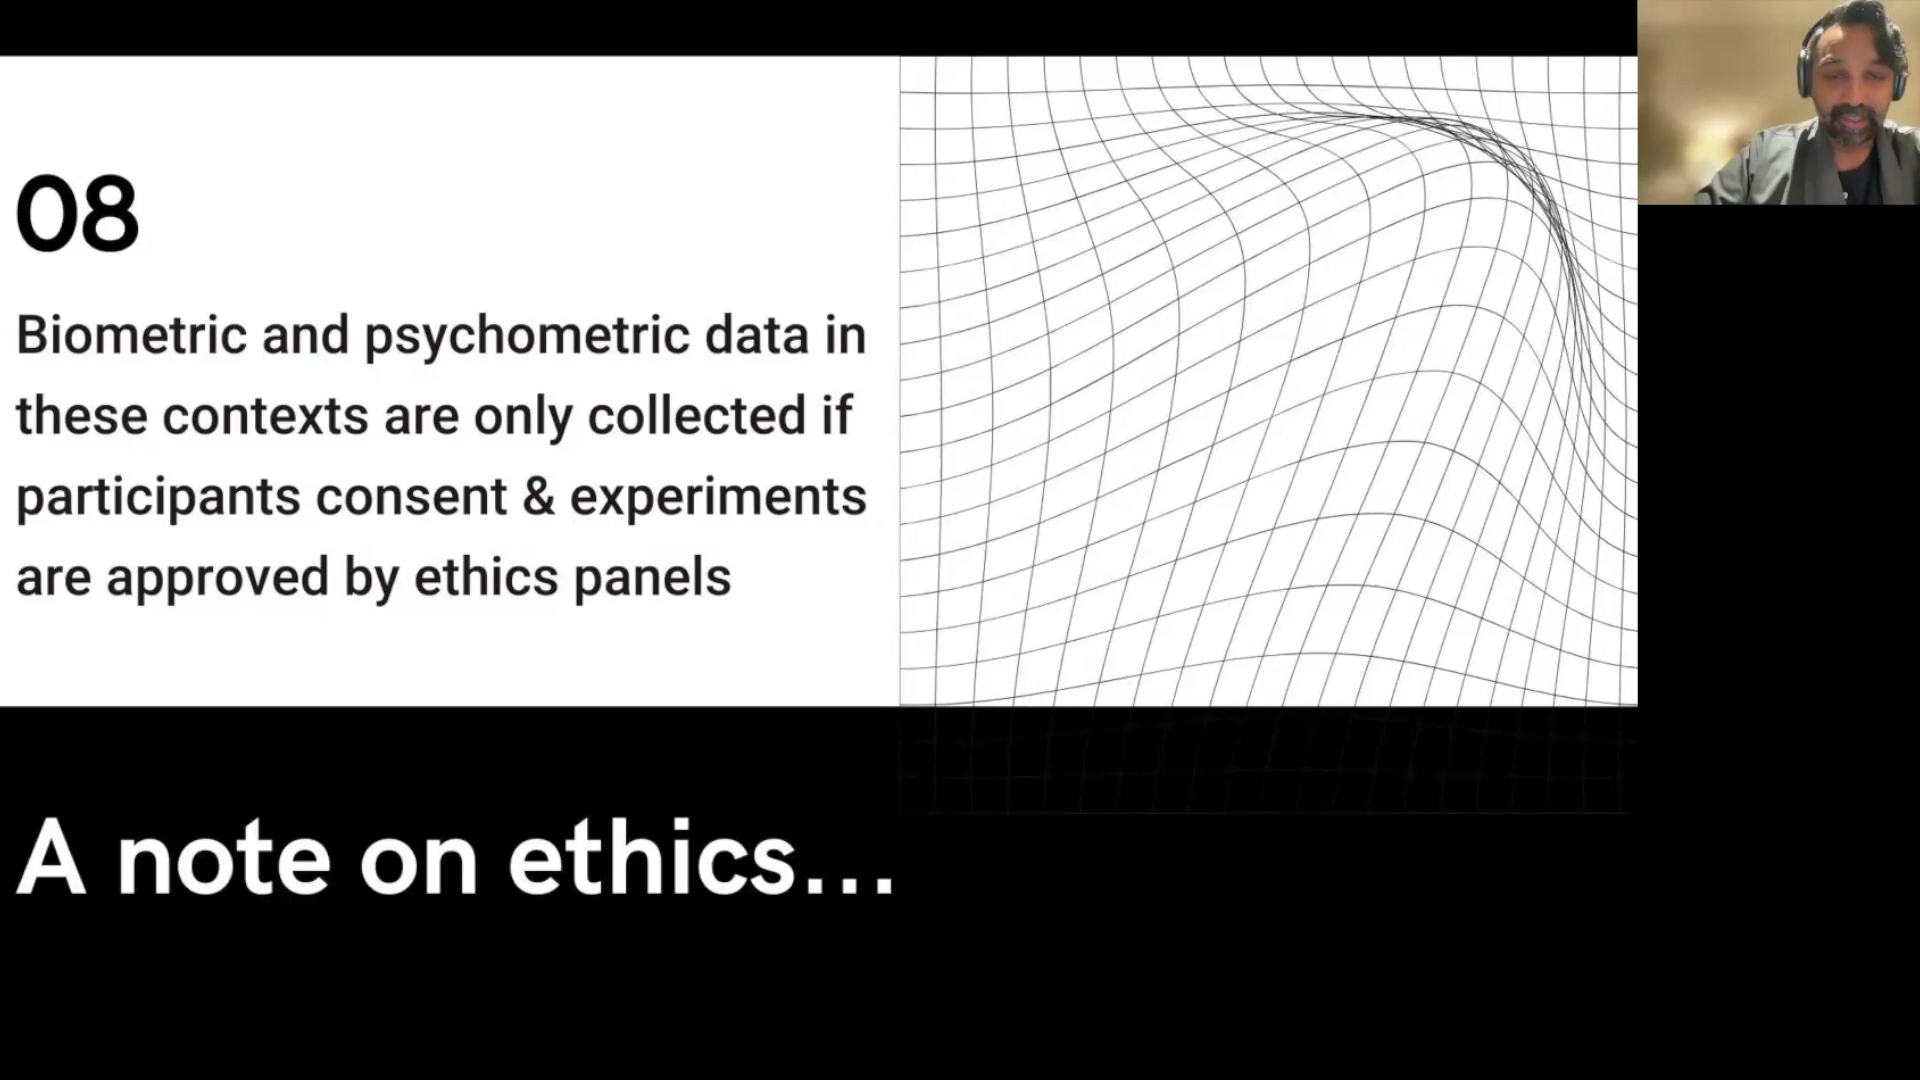 08
Biometric and psychometric data in
these contexts are only collected if
participants consent & experiments
are approved by ethics panels
A note on ethics...